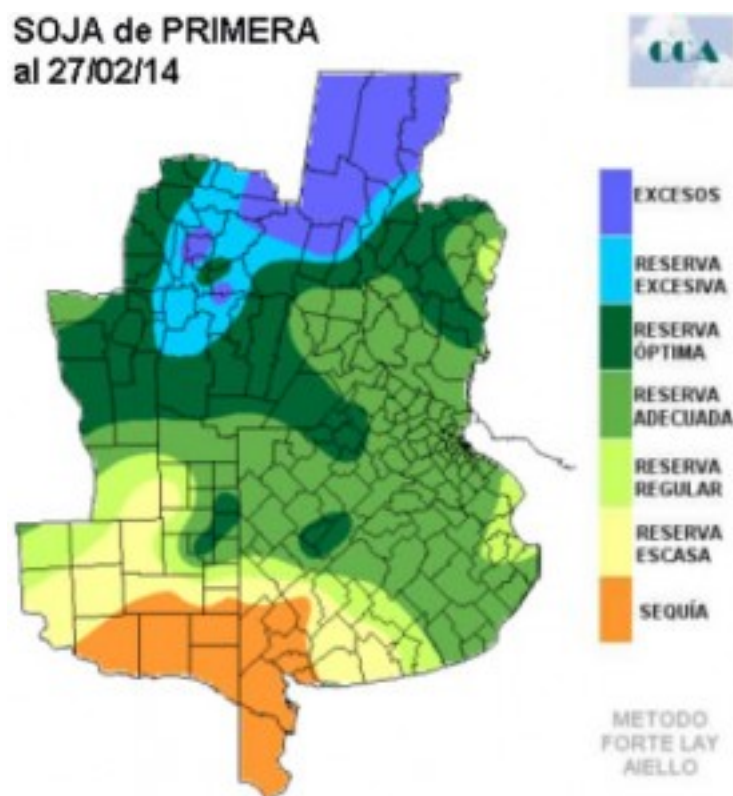 SOJA de PRIMERA
al 27/02/14
CCA
EXCESOS
RESERVA
EXCESIVA
RESERVA
ÓPTIMA
RESERVA
ADECUADA
RESERVA
REGULAR
RESERVA
ESCASA
SEQUÍA
METODO
FORTE LAY
AIELLO